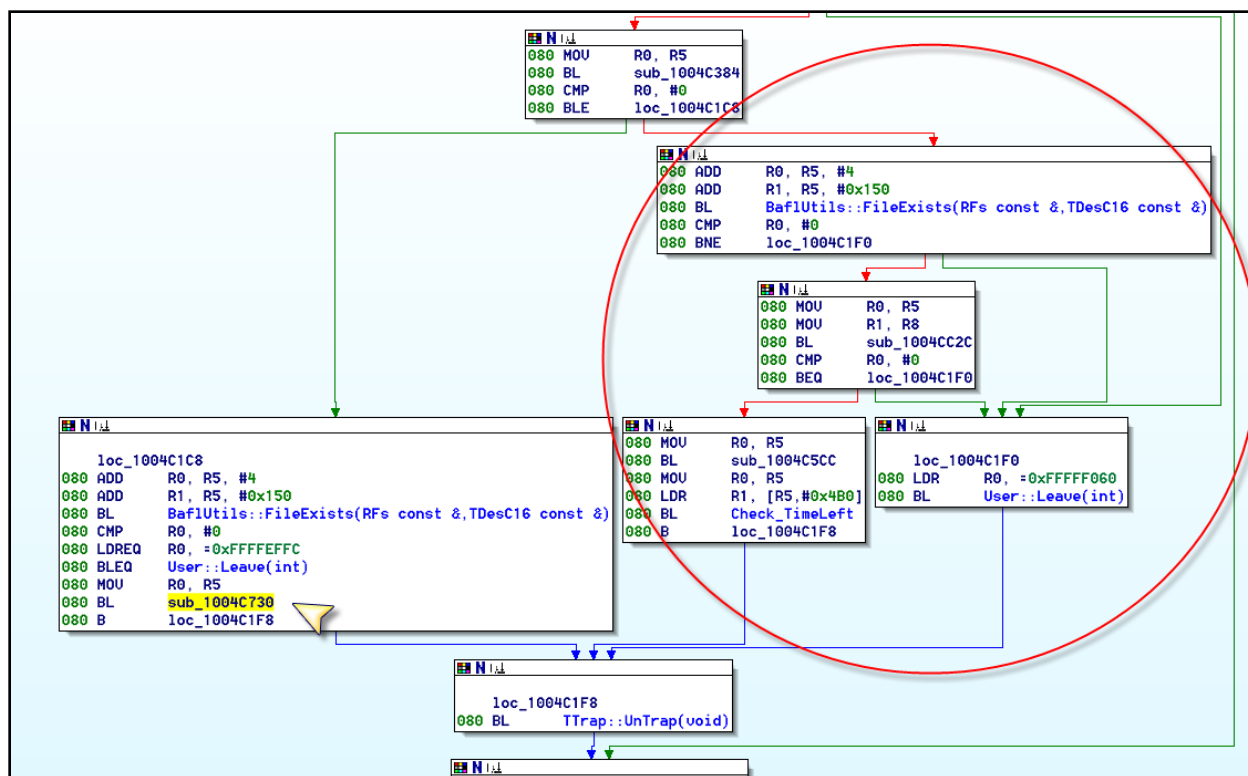 080 MOV R0, R5
080 BL sub_1004C384
080 CMP R0, #0
080 BLE loc_1004C1C8
080 ADD R0, R5, #4
080 ADD R1, R5, #0x150
080 BL BaflUtils::FileExists(RFs const &,TDesC16 const &)
080 CMP R0, #0
080 BNE loc_1004C1F0
080 MOV R0, R5
080 MOV R1, R8
080 BL sub_1004CC2C
080 CMP R0, #0
080 BEQ loc_1004C1F0
loc_1004C1C8
080 ADD R0, R5, #4
080 ADD R1, R5, #0x150
080 BL BaflUtils::FileExists(RFs const &,TDesC16 const &)
080 CMP R0, #0
080 LDREQ R0, =0xFFFFEFFC
080 BLEQ User::Leave(int)
080 MOV R0, R5
080 BL sub_1004C730
080 B loc_1004C1F8
080 MOV R0, R5
080 BL sub_1004C5CC
080 MOV R0, R5
080 LDR R1, [R5,#0x4B0]
080 BL Check_TimeLeft
080 B loc_1004C1F8
loc_1004C1F0
080 LDR R0, =0xFFFFF060
080 BL User::Leave(int)
loc_1004C1F8
080 BL TTrap::UnTrap(void)